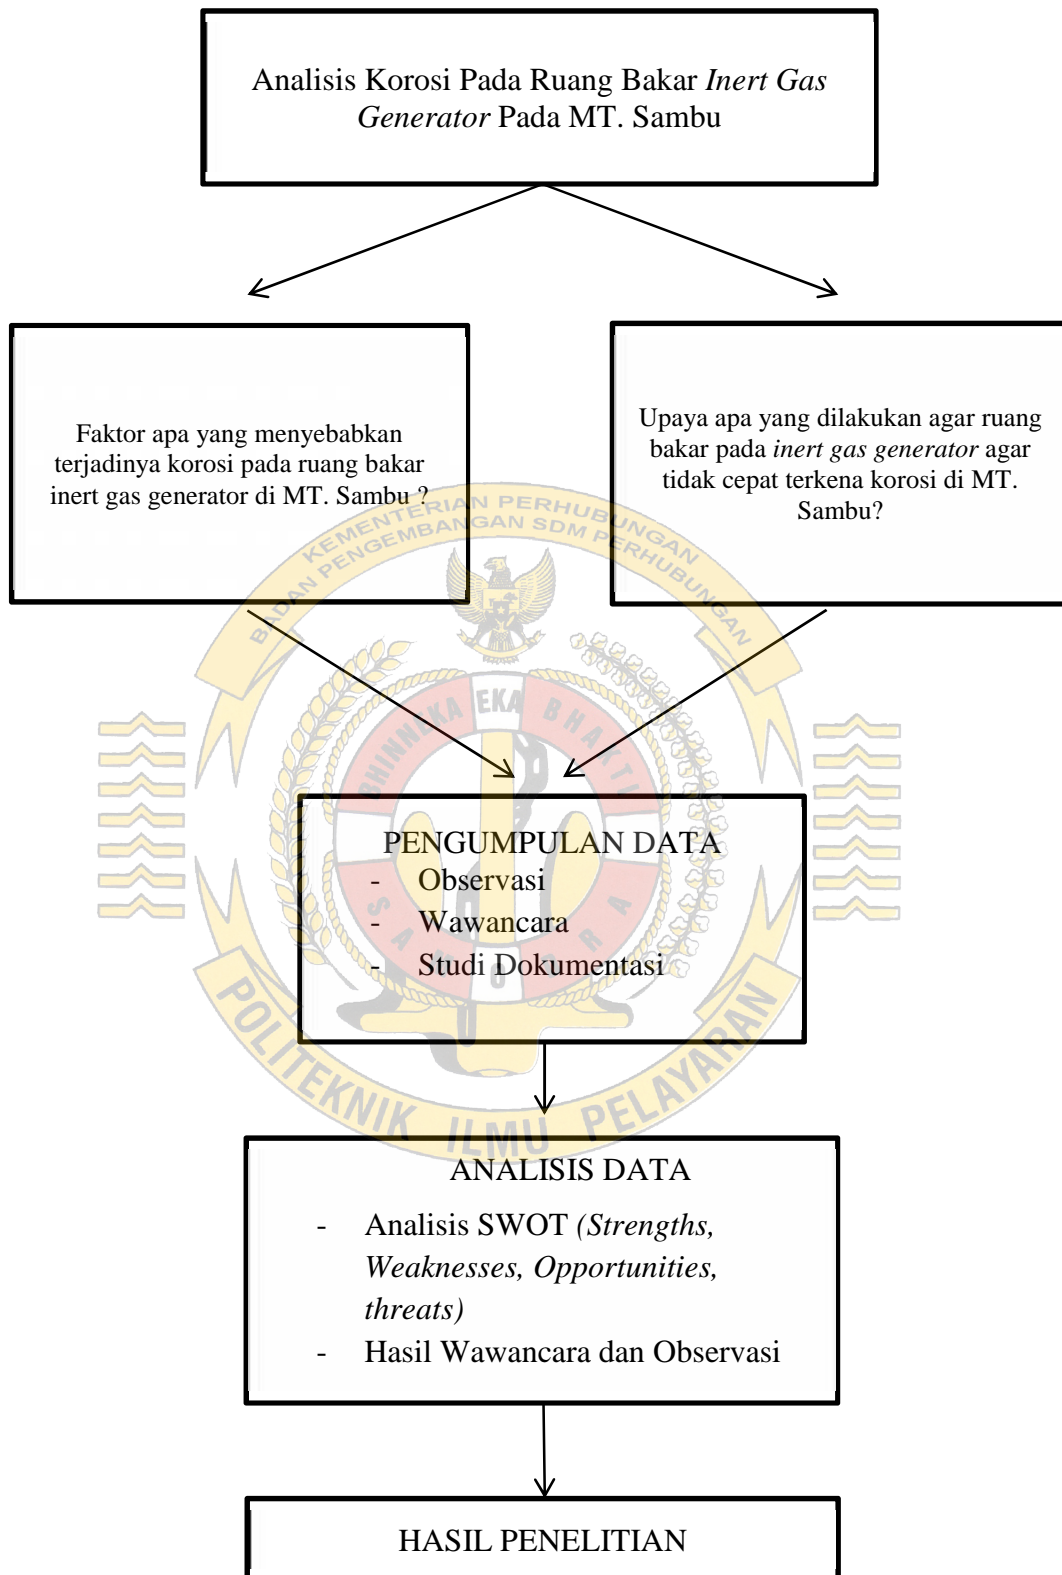 Analisis Korosi Pada Ruang Bakar Inert Gas
Generator Pada MT. Sambu
Faktor apa yang menyebabkan
terjadinya korosi pada ruang bakar
inert gas generator di MT. Sambu ?
Upaya apa yang dilakukan agar ruang
bakar pada inert gas generator agar
tidak cepat terkena korosi di MT.
Sambu?
KEMENTERIAN PERHUBUNGAN
BADAN PENGEMBANGAN SDM PERHUBUNGAN
BHINNEKA EKA BHAKTI
PENGUMPULAN DATA
- Observasi
- Wawancara
- Studi Dokumentasi
SAMUDRA
POLITEKNIK ILMU PELAYARAN
ANALISIS DATA
- Analisis SWOT (Strengths,
Weaknesses, Opportunities,
threats)
- Hasil Wawancara dan Observasi
HASIL PENELITIAN